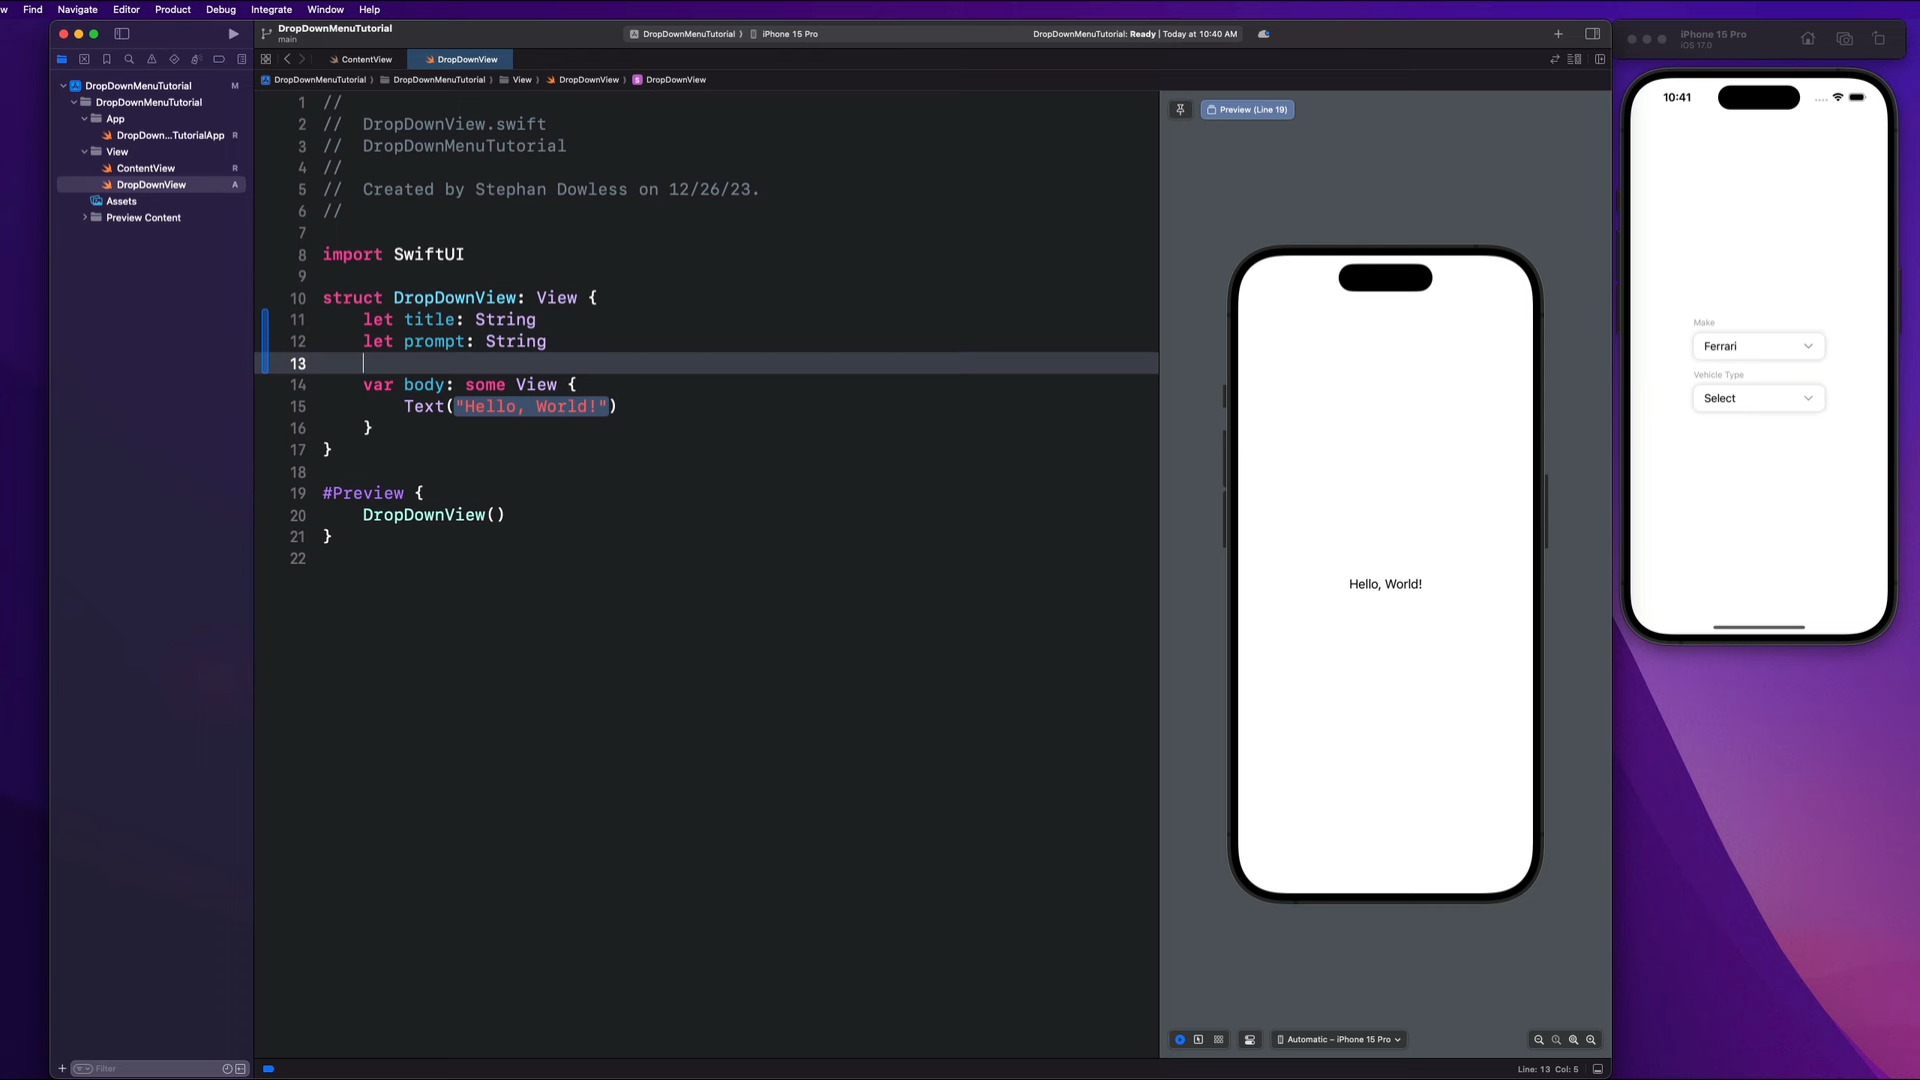 w Find Navigate Editor Product Debug Integrate Window Help
DropDownMenuTutorial
main
DropDownMenuTutorial 〉 iPhone 15 Pro
DropDownMenuTutorial: Ready | Today at 10:40 AM
ContentView
DropDownView
DropDownMenuTutorial 〉 DropDownMenuTutorial 〉 View 〉 DropDownView 〉 S DropDownView
DropDownMenuTutorial M
DropDownMenuTutorial
App
DropDown...TutorialApp R
View
ContentView R
DropDownView A
Assets
Preview Content
Filter
1 //
2 // DropDownView.swift
3 // DropDownMenuTutorial
4 //
5 // Created by Stephan Dowless on 12/26/23.
6 //
7
8 import SwiftUI
9
10 struct DropDownView: View {
11 let title: String
12 let prompt: String
13
14 var body: some View {
15 Text("Hello, World!")
16 }
17 }
18
19 #Preview {
20 DropDownView()
21 }
22
Preview (Line 19)
Hello, World!
Automatic – iPhone 15 Pro
Line: 13 Col: 5
iPhone 15 Pro
iOS 17.0
10:41
Make
Ferrari
Vehicle Type
Select